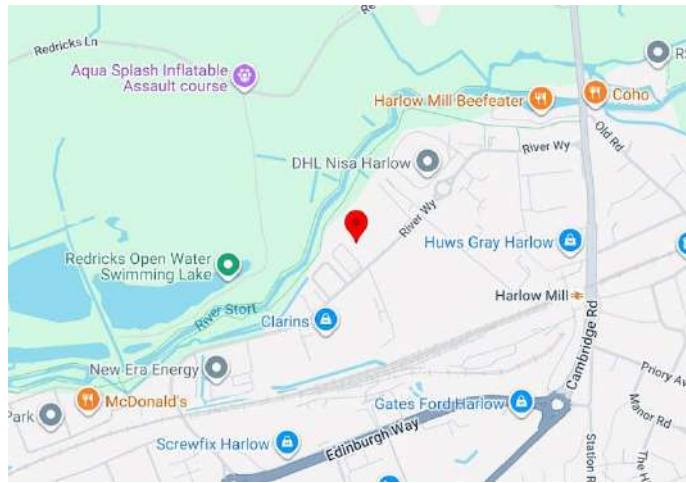 Redricks Ln
Re
Aqua Splash Inflatable
Assault course
Harlow Mill Beefeater
Coho
Old Rd
DHL Nisa Harlow
River Wy
River Wy
Huws Gray Harlow
Redricks Open Water
Swimming Lake
River Stort
Harlow Mill
Clarins
Cambridge Rd
New Era Energy
Priory Av
McDonald's
Park
Gates Ford Harlow
Manor Rd
Screwfix Harlow
Edinburgh Way
Station R
The H